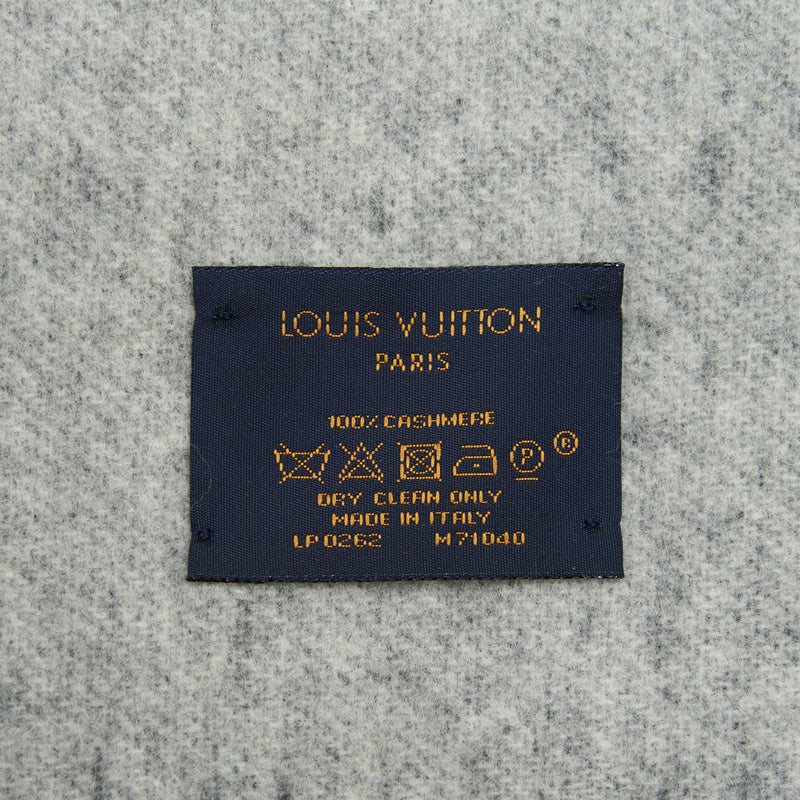 LOUIS VUITTON
PARIS
100% CASHMERE
P ®
DRY CLEAN ONLY
MADE IN ITALY
LP0262 M71040